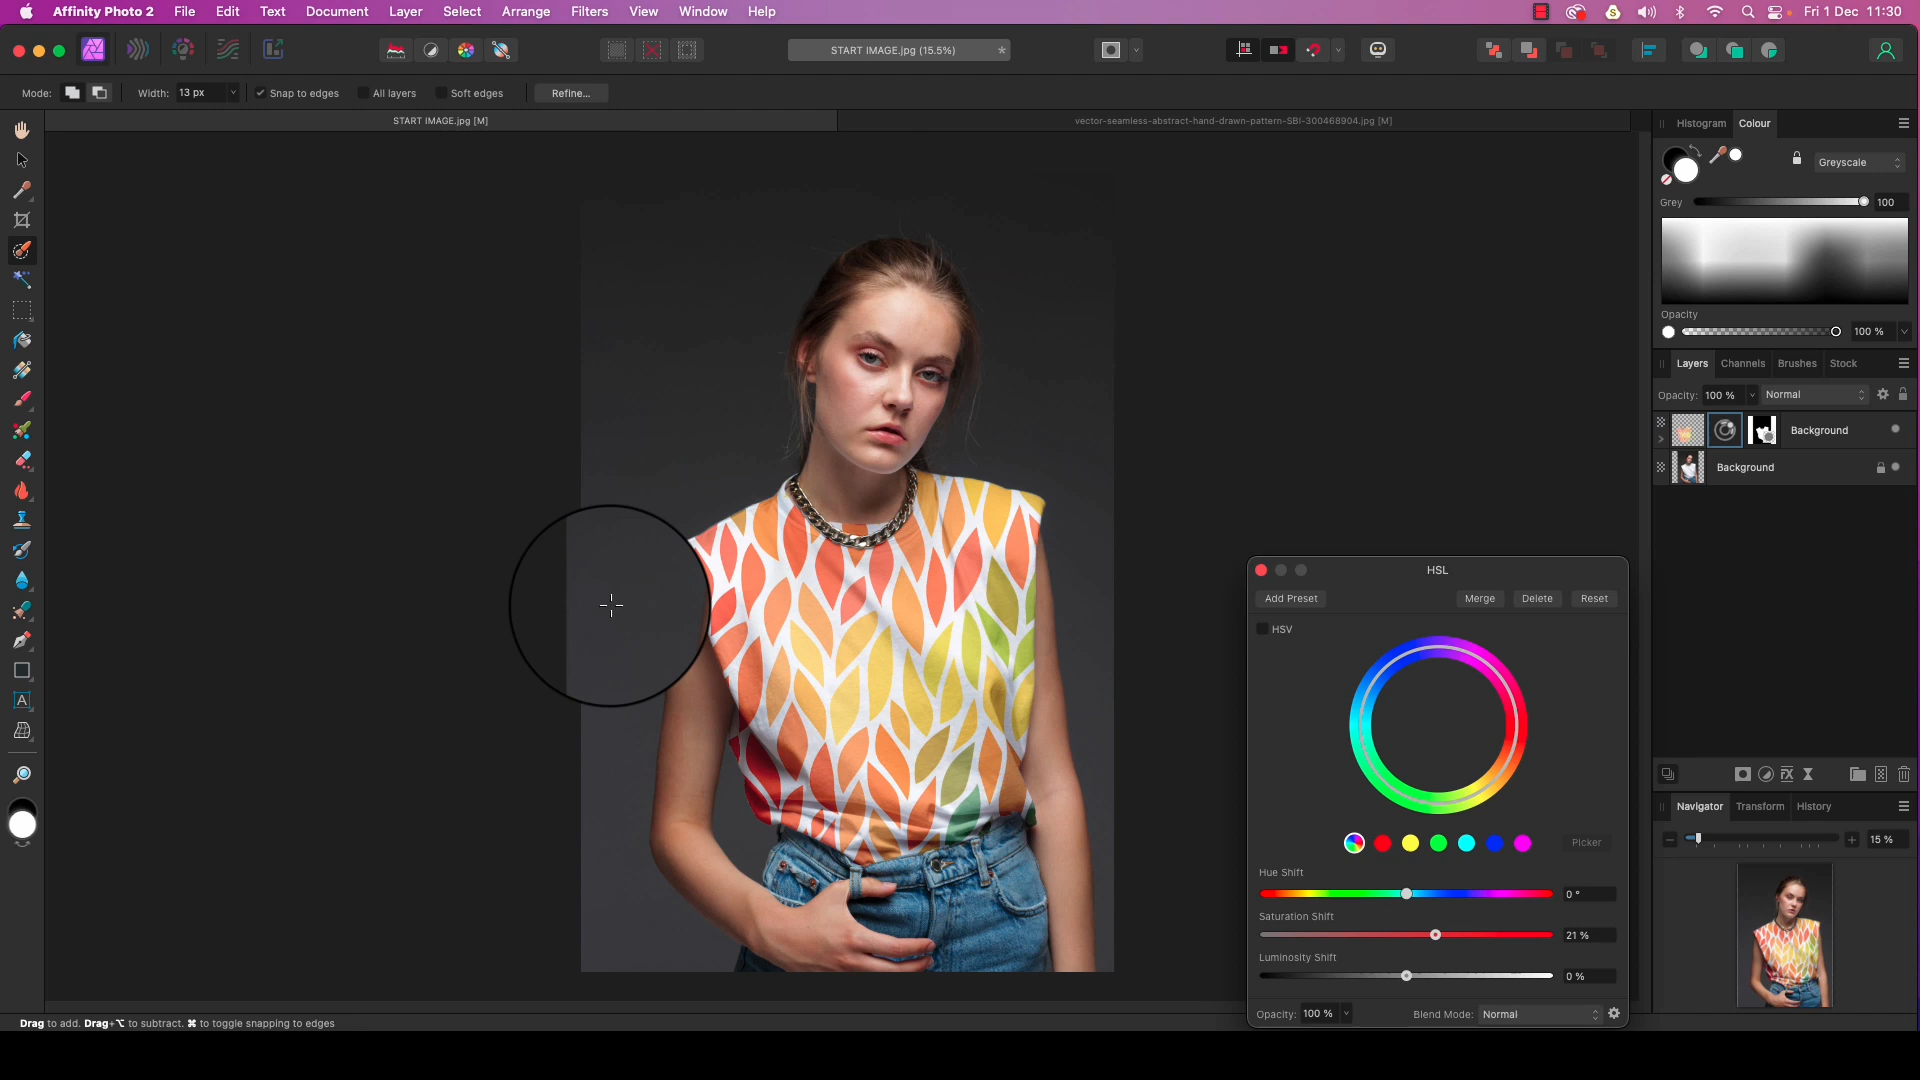 Affinity Photo 2 File Edit Text Document Layer Select Arrange Filters View Window Help Fri 1 Dec 11:30
START IMAGE.jpg (15.5%) *
Mode: Width: 13 px Snap to edges All layers Soft edges Refine...
START IMAGE.jpg [M] vector-seamless-abstract-hand-drawn-pattern-SBI-300468904.jpg [M]
Histogram Colour
Greyscale
Grey 100
Opacity
100 %
Layers Channels Brushes Stock
Opacity: 100 % Normal
Background
Background
HSL
Add Preset Merge Delete Reset
HSV
Picker
Hue Shift
0 °
Saturation Shift
21 %
Luminosity Shift
0 %
Opacity: 100 % Blend Mode: Normal
Navigator Transform History
15 %
Drag to add. Drag+⌥ to subtract. ⌘ to toggle snapping to edges